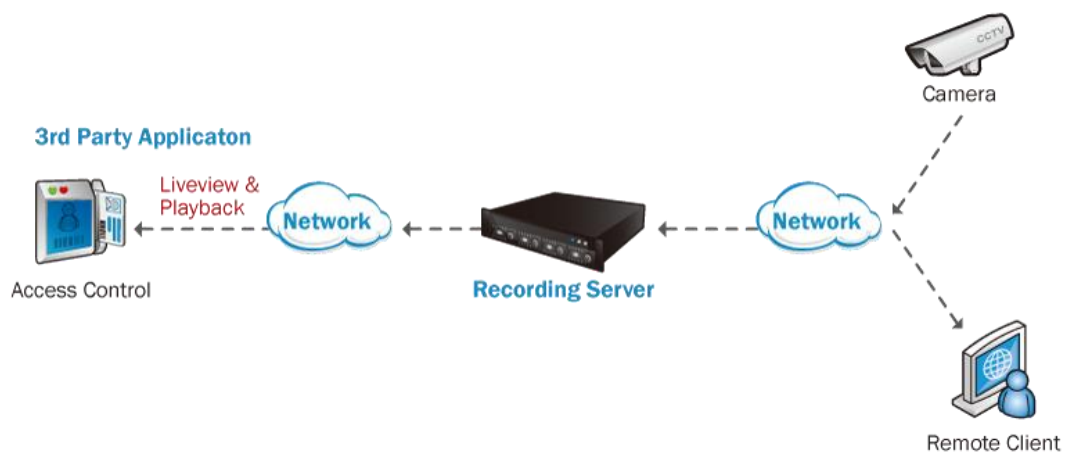 CCTV
Camera
3rd Party Applicaton
Liveview &
Playback
Network
Network
Recording Server
Access Control
Remote Client